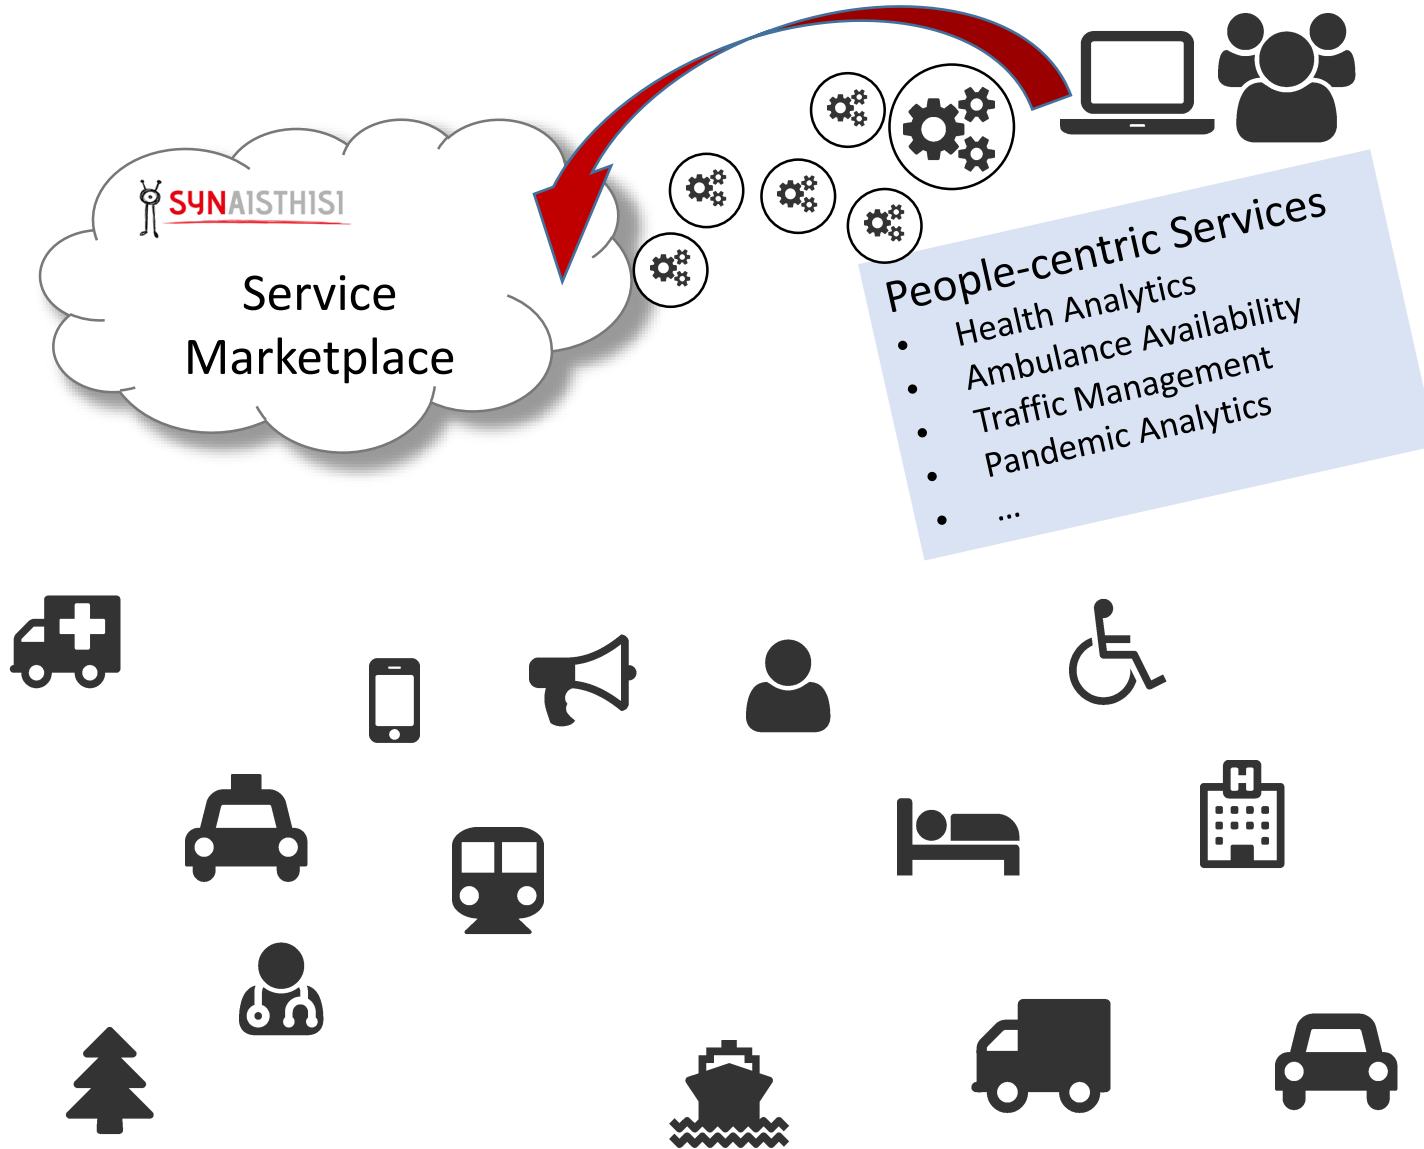 SYNAISTHISI
Service
Marketplace
People-centric Services
• Health Analytics
• Ambulance Availability
• Traffic Management
• Pandemic Analytics
• ...
H